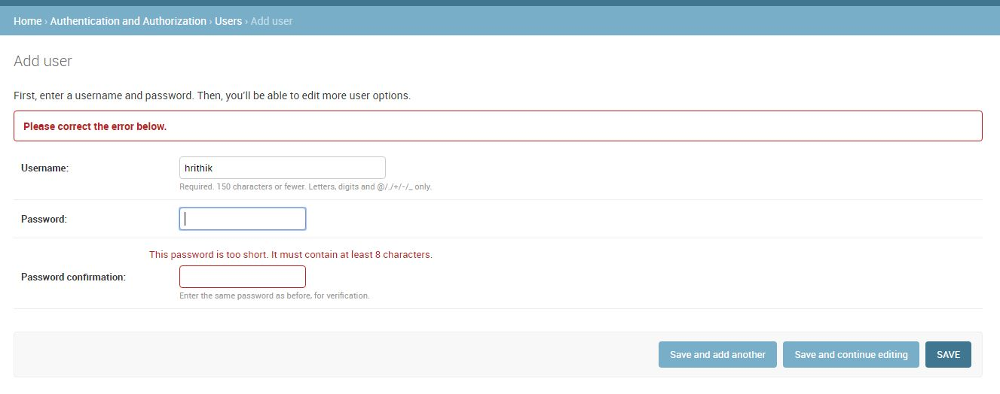 Home › Authentication and Authorization › Users › Add user
Add user
First, enter a username and password. Then, you'll be able to edit more user options.
Please correct the error below.
Username: hrithik
Required. 150 characters or fewer. Letters, digits and @/./+/-/_ only.
Password:
This password is too short. It must contain at least 8 characters.
Password confirmation:
Enter the same password as before, for verification.
Save and add another Save and continue editing SAVE